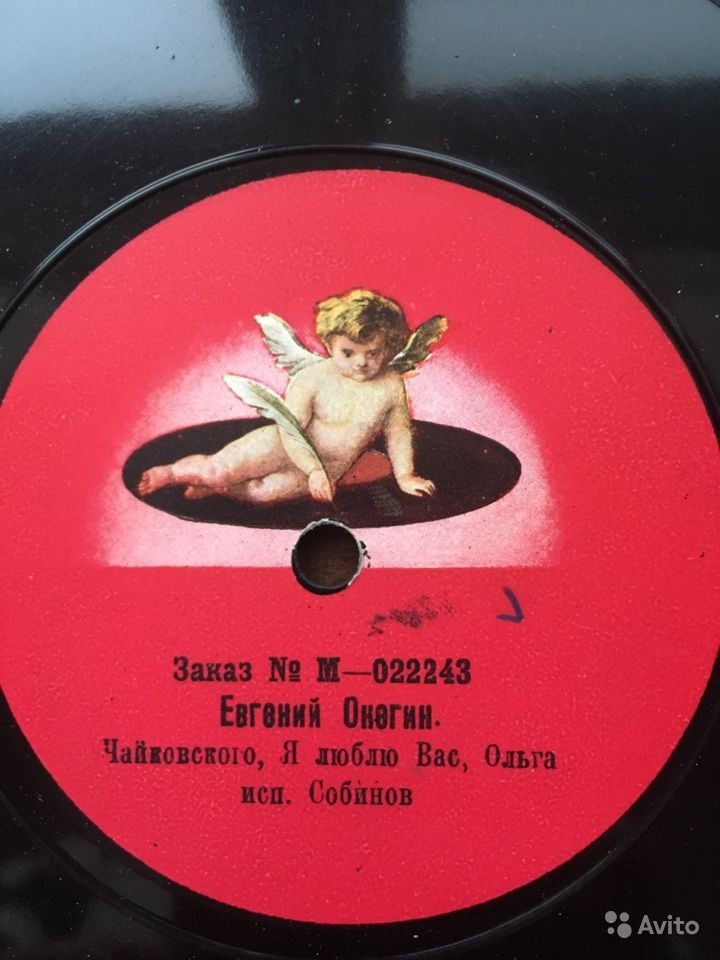 Заказ № М—022243
Евгений Онегин.
Чайковского, Я люблю Вас, Ольга
исп. Собинов
Avito